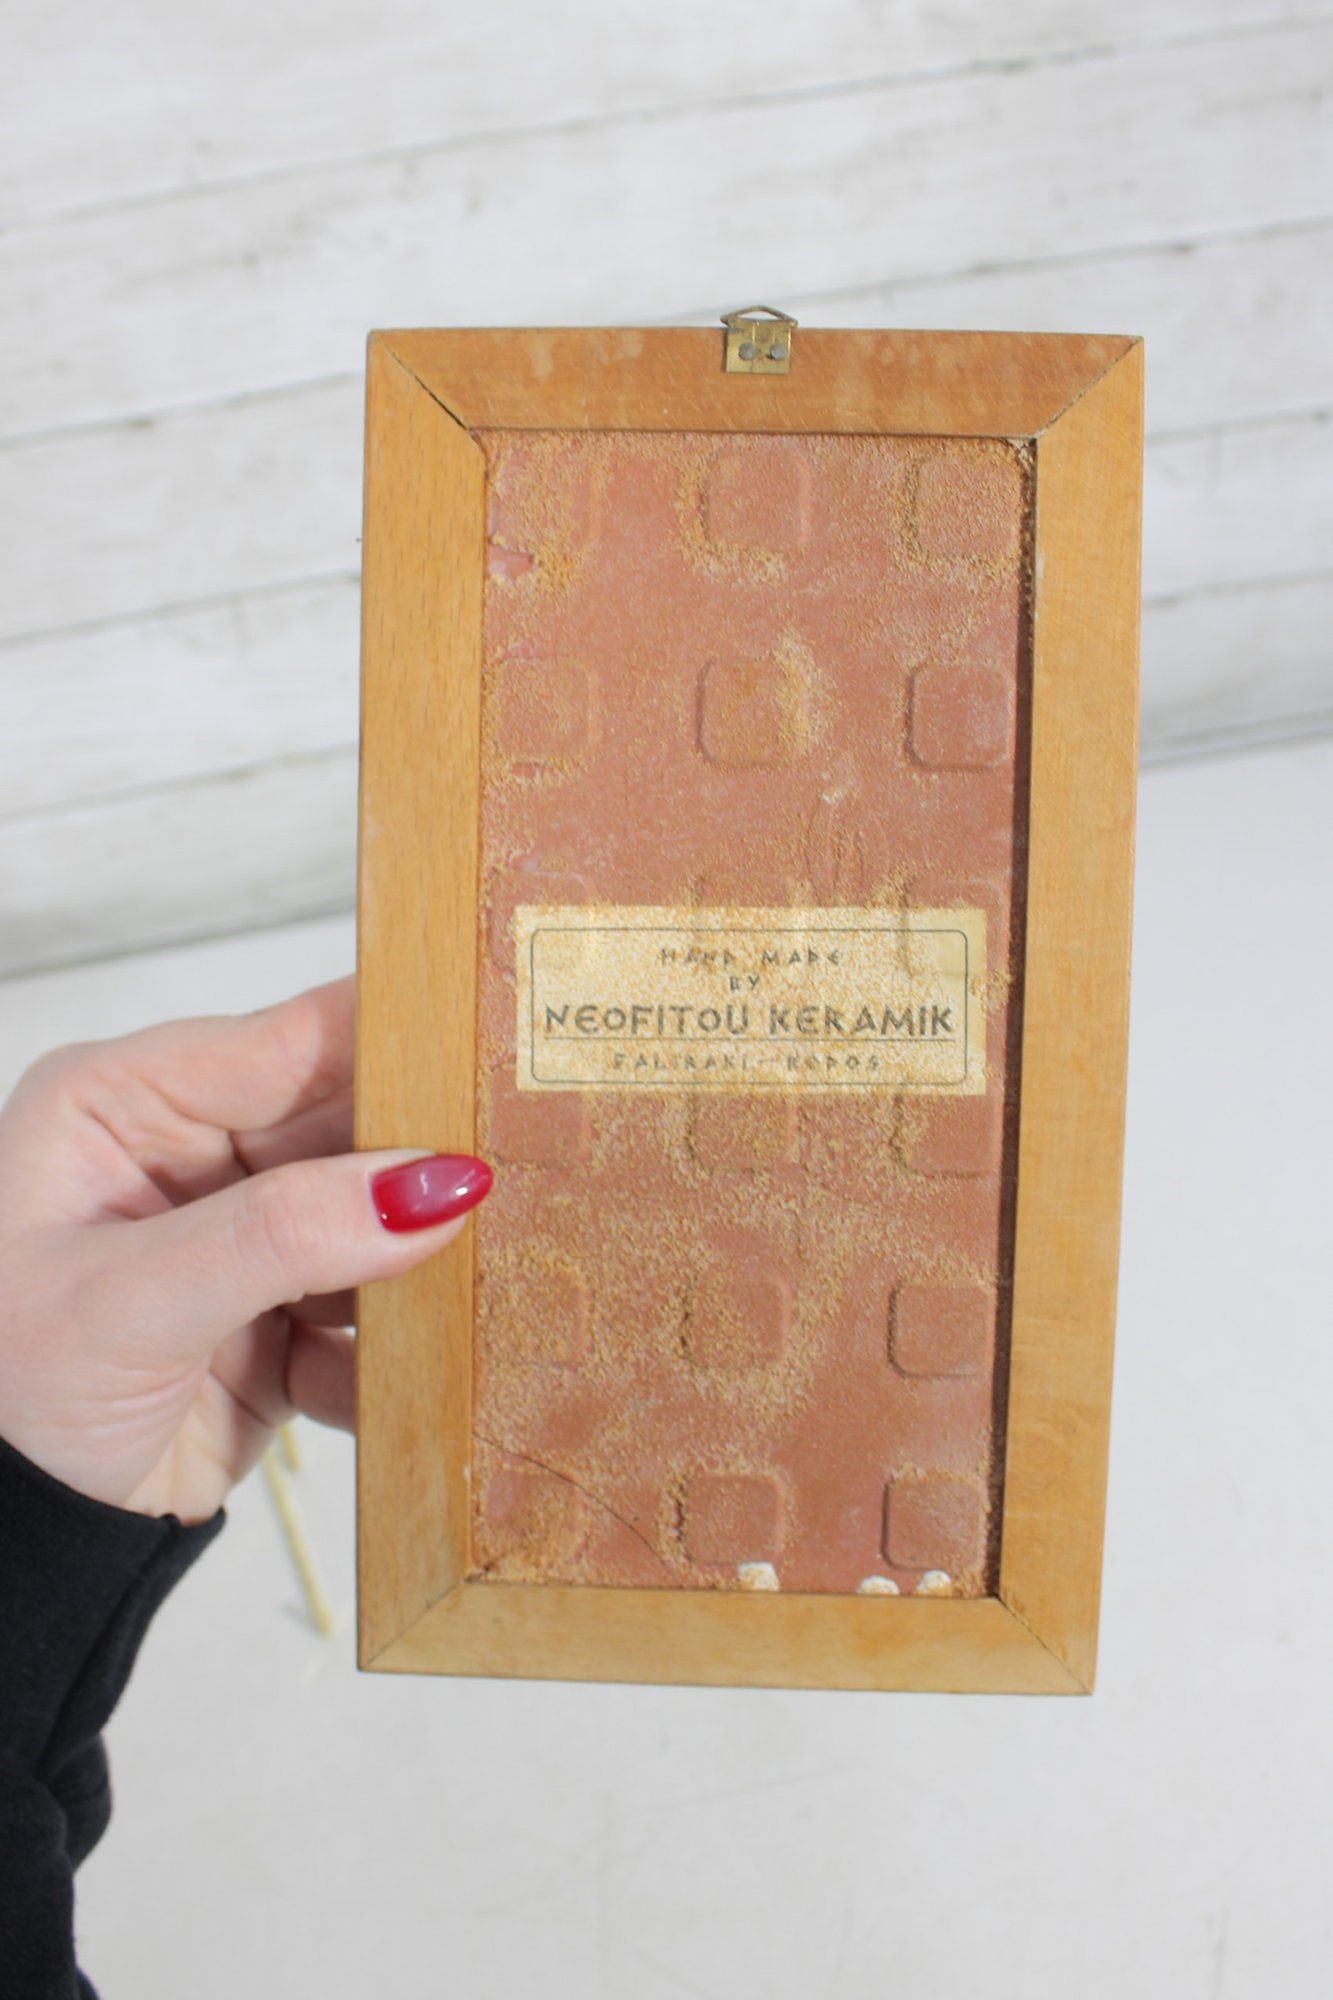 HAND MADE
BY
NEOFITOU KERAMIK
FALIRAKI - RODOS